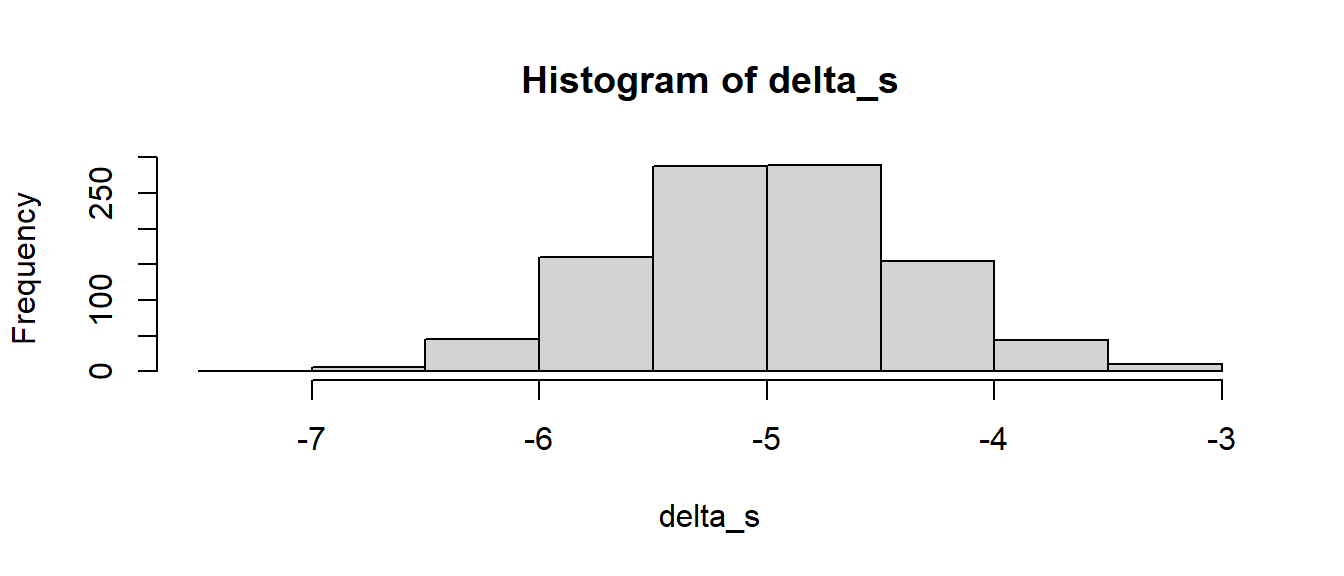 Histogram of delta_s
Frequency
250
100
0
-7 -6 -5 -4 -3
delta_s